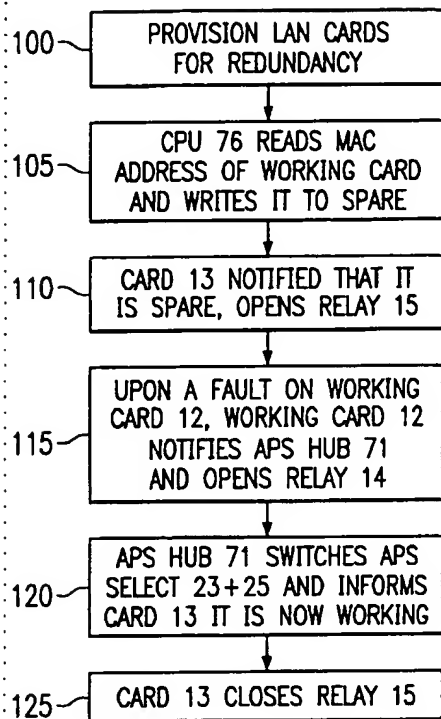 100
PROVISION LAN CARDS
FOR REDUNDANCY
105
CPU 76 READS MAC
ADDRESS OF WORKING CARD
AND WRITES IT TO SPARE
110
CARD 13 NOTIFIED THAT IT
IS SPARE, OPENS RELAY 15
115
UPON A FAULT ON WORKING
CARD 12, WORKING CARD 12
NOTIFIES APS HUB 71
AND OPENS RELAY 14
120
APS HUB 71 SWITCHES APS
SELECT 23+25 AND INFORMS
CARD 13 IT IS NOW WORKING
125
CARD 13 CLOSES RELAY 15